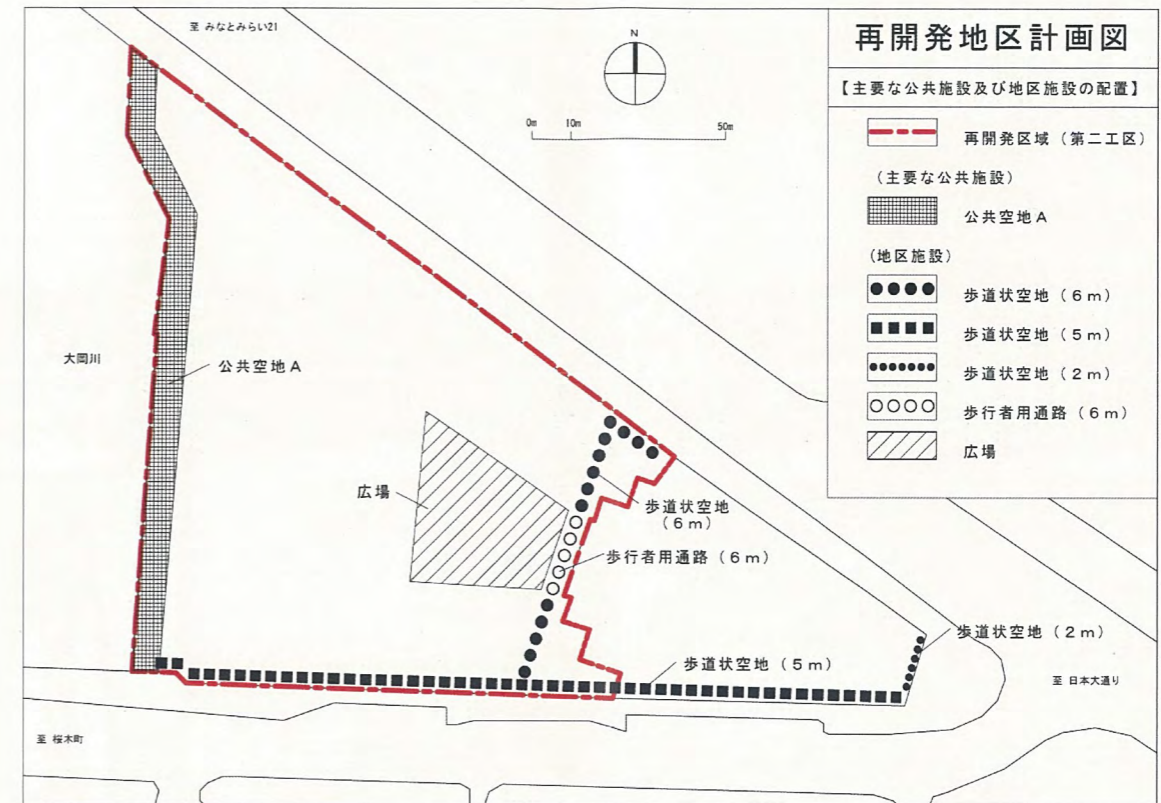 再開発地区計画図
【主要な公共施設及び地区施設の配置】
再開発区域（第二工区）
（主要な公共施設）
公共空地A
（地区施設）
歩道状空地（6m）
歩道状空地（5m）
歩道状空地（2m）
歩行者用通路（6m）
広場
至 みなとみらい21
N
0m 10m 50m
大岡川
公共空地A
広場
歩道状空地
（6m）
歩行者用通路（6m）
歩道状空地（2m）
歩道状空地（5m）
至 日本大通り
至 桜木町